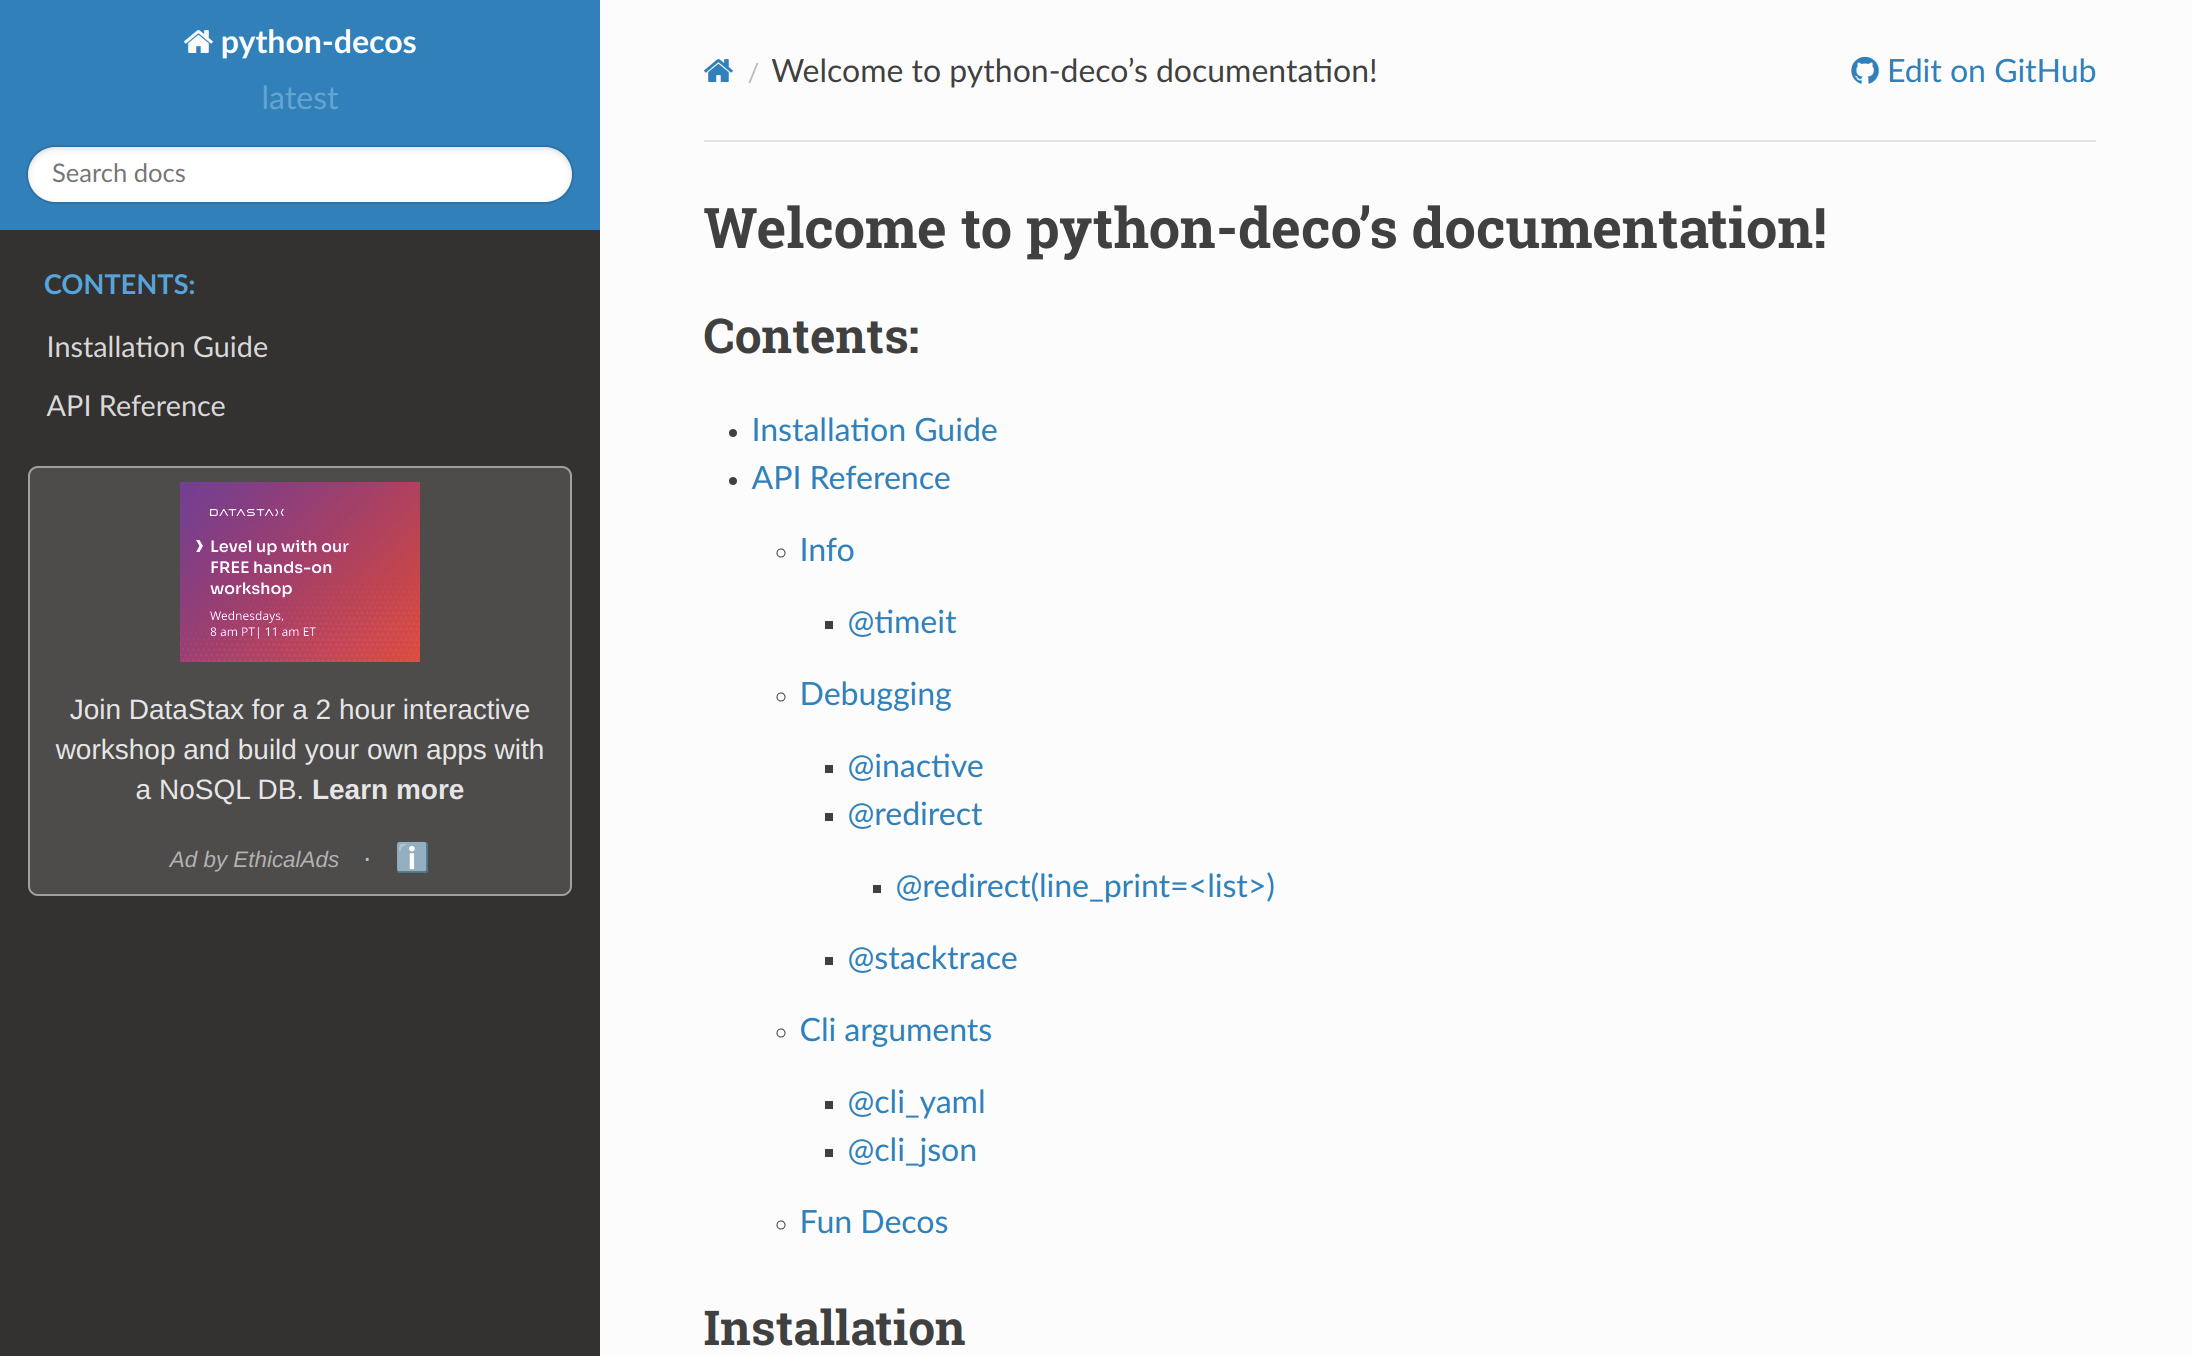 python-decos
latest
Search docs
CONTENTS:
Installation Guide
API Reference
DATASTAX
Level up with our
FREE hands-on
workshop
Wednesdays,
8 am PT| 11 am ET
Join DataStax for a 2 hour interactive
workshop and build your own apps with
a NoSQL DB. Learn more
Ad by EthicalAds · ℹ️
/ Welcome to python-deco’s documentation!
Edit on GitHub
Welcome to python-deco’s documentation!
Contents:
• Installation Guide
• API Reference
◦ Info
▪ @timeit
◦ Debugging
▪ @inactive
▪ @redirect
▪ @redirect(line_print=<list>)
▪ @stacktrace
◦ Cli arguments
▪ @cli_yaml
▪ @cli_json
◦ Fun Decos
Installation